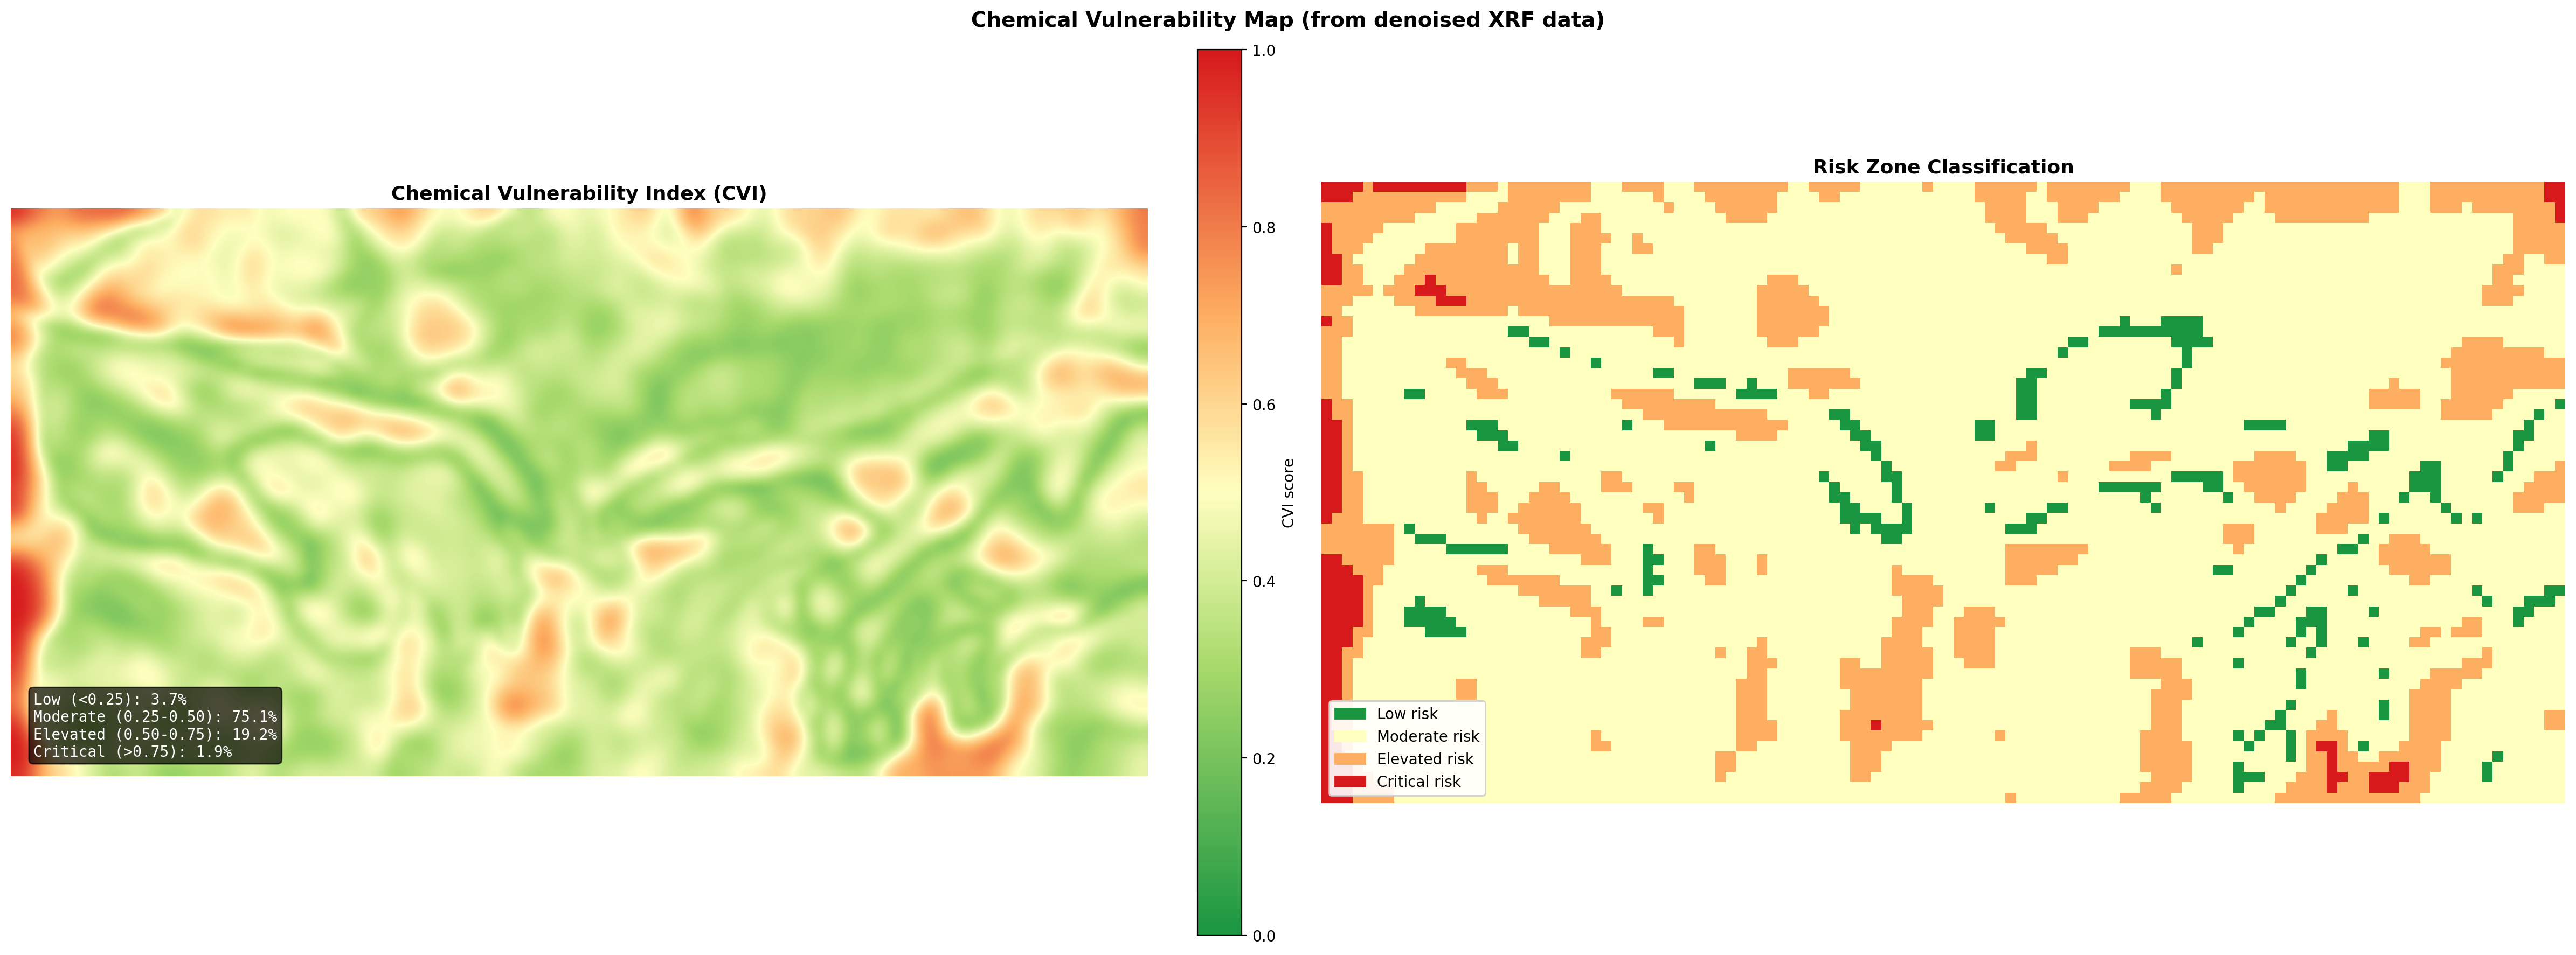 Chemical Vulnerability Map (from denoised XRF data)
Chemical Vulnerability Index (CVI)
Low (<0.25): 3.7%
Moderate (0.25-0.50): 75.1%
Elevated (0.50-0.75): 19.2%
Critical (>0.75): 1.9%
1.0
0.8
0.6
0.4
0.2
0.0
CVI score
Risk Zone Classification
Low risk
Moderate risk
Elevated risk
Critical risk